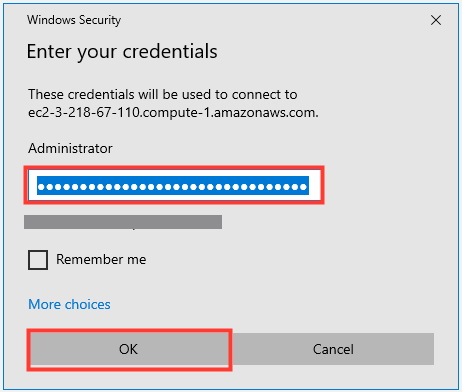 Windows Security
Enter your credentials
These credentials will be used to connect to
ec2-3-218-67-110.compute-1.amazonaws.com.
Administrator
●●●●●●●●●●●●●●●●●●●●●●●●●●●●●●●●
Remember me
More choices
OK
Cancel